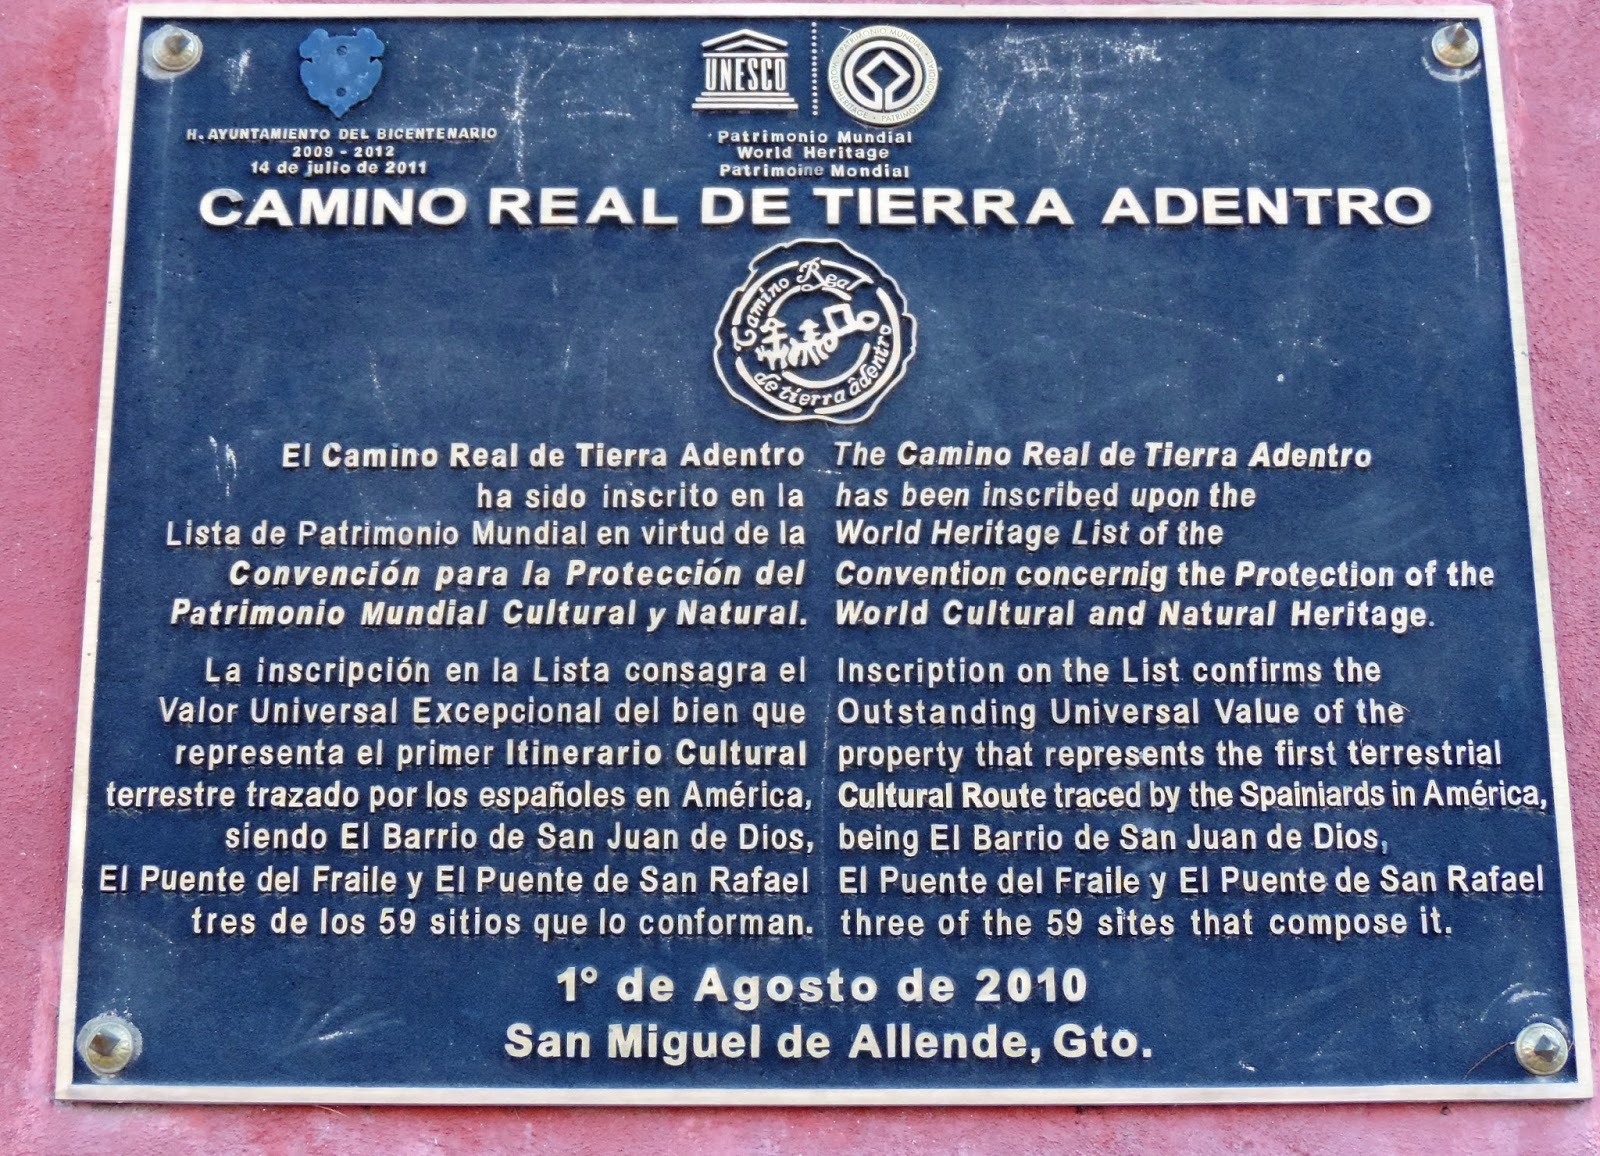 H. AYUNTAMIENTO DEL BICENTENARIO
2009 - 2012
14 de julio de 2011
UNESCO
PATRIMONIO MUNDIAL • WORLD HERITAGE • PATRIMOINE MONDIAL
Patrimonio Mundial
World Heritage
Patrimoine Mondial
CAMINO REAL DE TIERRA ADENTRO
Camino Real
de tierra adentro
El Camino Real de Tierra Adentro
ha sido inscrito en la
Lista de Patrimonio Mundial en virtud de la
Convención para la Protección del
Patrimonio Mundial Cultural y Natural.
La inscripción en la Lista consagra el
Valor Universal Excepcional del bien que
representa el primer Itinerario Cultural
terrestre trazado por los españoles en América,
siendo El Barrio de San Juan de Dios,
El Puente del Fraile y El Puente de San Rafael
tres de los 59 sitios que lo conforman.
The Camino Real de Tierra Adentro
has been inscribed upon the
World Heritage List of the
Convention concernig the Protection of the
World Cultural and Natural Heritage.
Inscription on the List confirms the
Outstanding Universal Value of the
property that represents the first terrestrial
Cultural Route traced by the Spainiards in América,
being El Barrio de San Juan de Dios,
El Puente del Fraile y El Puente de San Rafael
three of the 59 sites that compose it.
1° de Agosto de 2010
San Miguel de Allende, Gto.